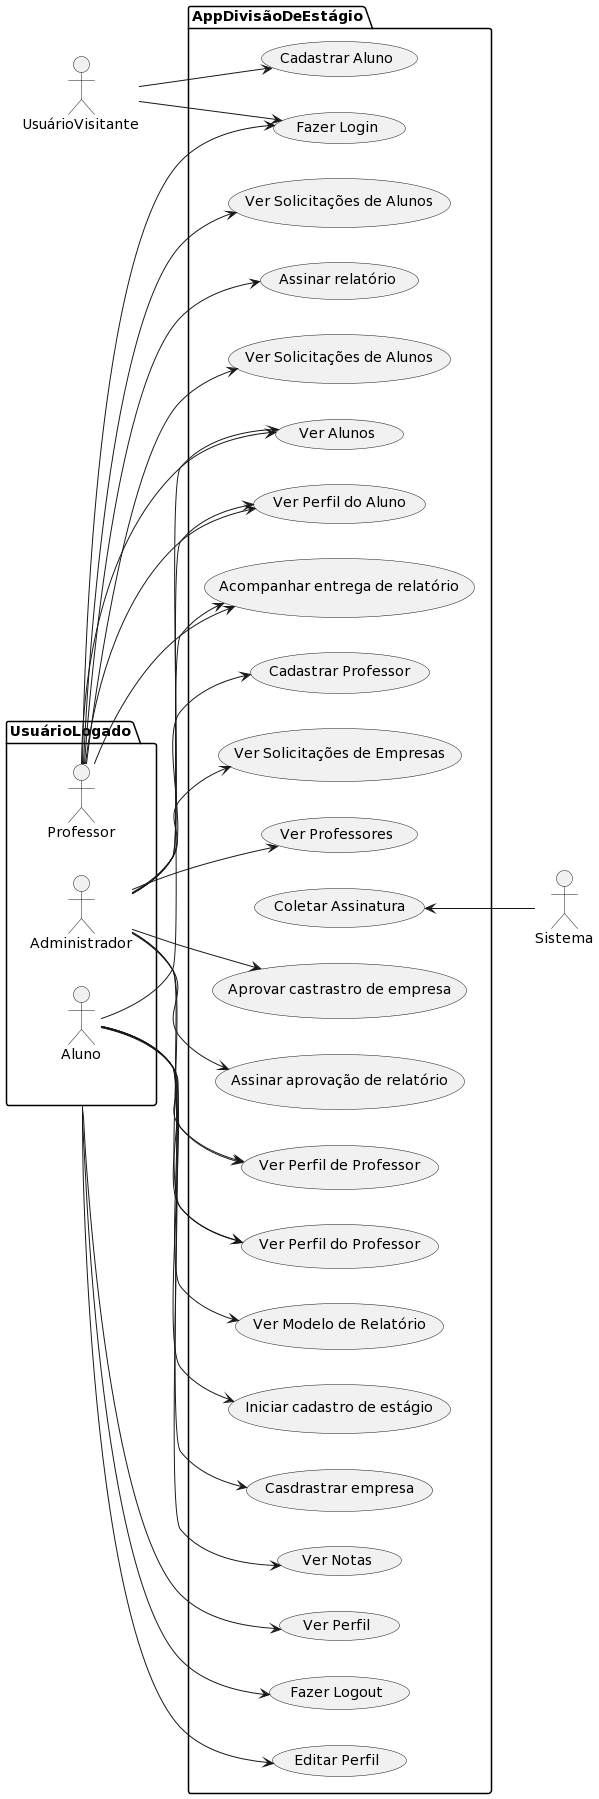 AppDivisãoDeEstágio
Cadastrar Aluno
UsuárioVisitante
Fazer Login
Ver Solicitações de Alunos
Assinar relatório
Ver Solicitações de Alunos
Ver Alunos
Ver Perfil do Aluno
Acompanhar entrega de relatório
Cadastrar Professor
UsuárioLogado
Ver Solicitações de Empresas
Professor
Ver Professores
Coletar Assinatura
Administrador
Sistema
Aprovar castrastro de empresa
Aluno
Assinar aprovação de relatório
Ver Perfil de Professor
Ver Perfil do Professor
Ver Modelo de Relatório
Iniciar cadastro de estágio
Casdrastrar empresa
Ver Notas
Ver Perfil
Fazer Logout
Editar Perfil